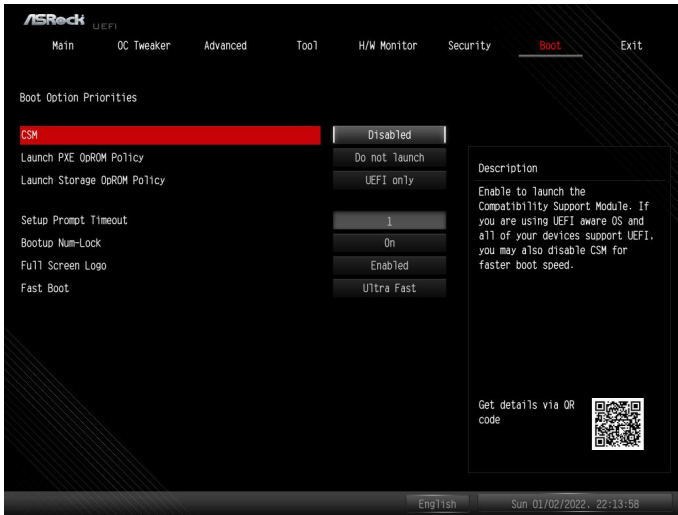 ASRock UEFI
Main OC Tweaker Advanced Tool H/W Monitor Security Boot Exit
Boot Option Priorities
CSM Disabled
Launch PXE OpROM Policy Do not launch
Launch Storage OpROM Policy UEFI only
Setup Prompt Timeout 1
Bootup Num-Lock On
Full Screen Logo Enabled
Fast Boot Ultra Fast
Description
Enable to launch the
Compatibility Support Module. If
you are using UEFI aware OS and
all of your devices support UEFI,
you may also disable CSM for
faster boot speed.
Get details via QR
code
English Sun 01/02/2022, 22:13:58